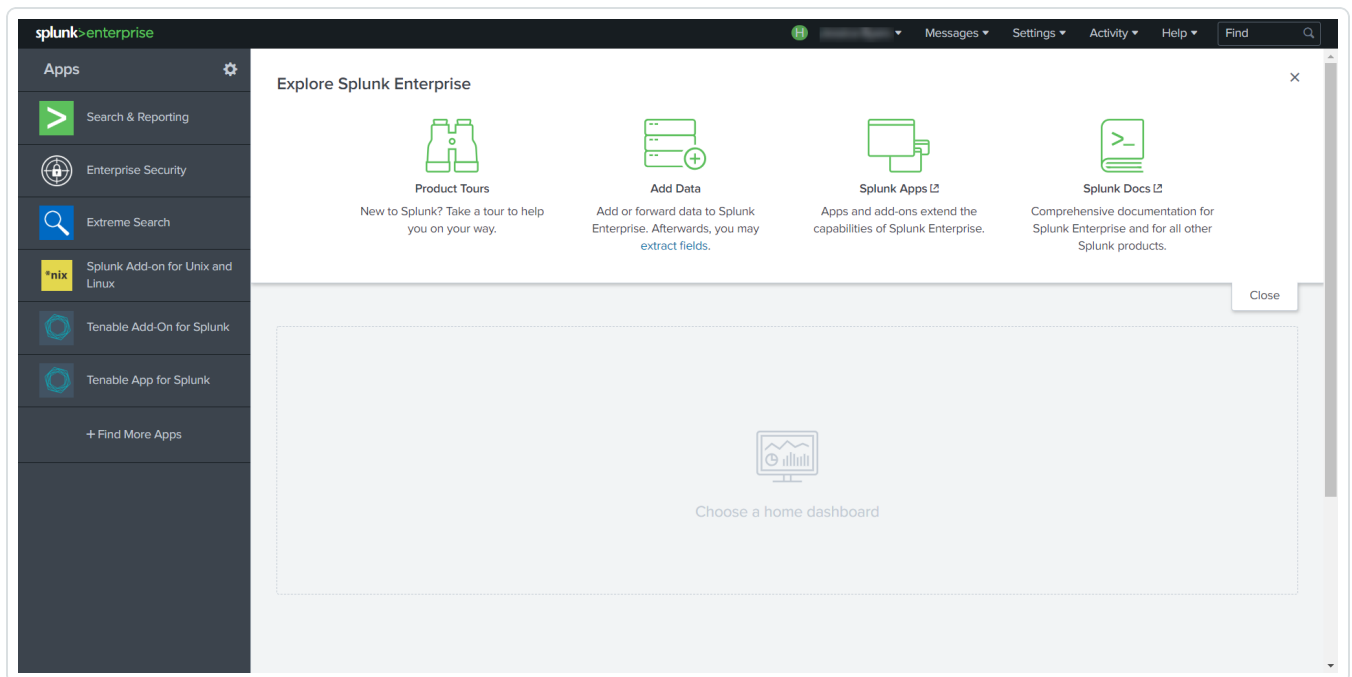 splunk>enterprise
H
Messages
Settings
Activity
Help
Find
Apps
Search & Reporting
Enterprise Security
Extreme Search
*nix
Splunk Add-on for Unix and
Linux
Tenable Add-On for Splunk
Tenable App for Splunk
+ Find More Apps
Explore Splunk Enterprise
Product Tours
New to Splunk? Take a tour to help
you on your way.
Add Data
Add or forward data to Splunk
Enterprise. Afterwards, you may
extract fields.
Splunk Apps
Apps and add-ons extend the
capabilities of Splunk Enterprise.
>_
Splunk Docs
Comprehensive documentation for
Splunk Enterprise and for all other
Splunk products.
Close
Choose a home dashboard